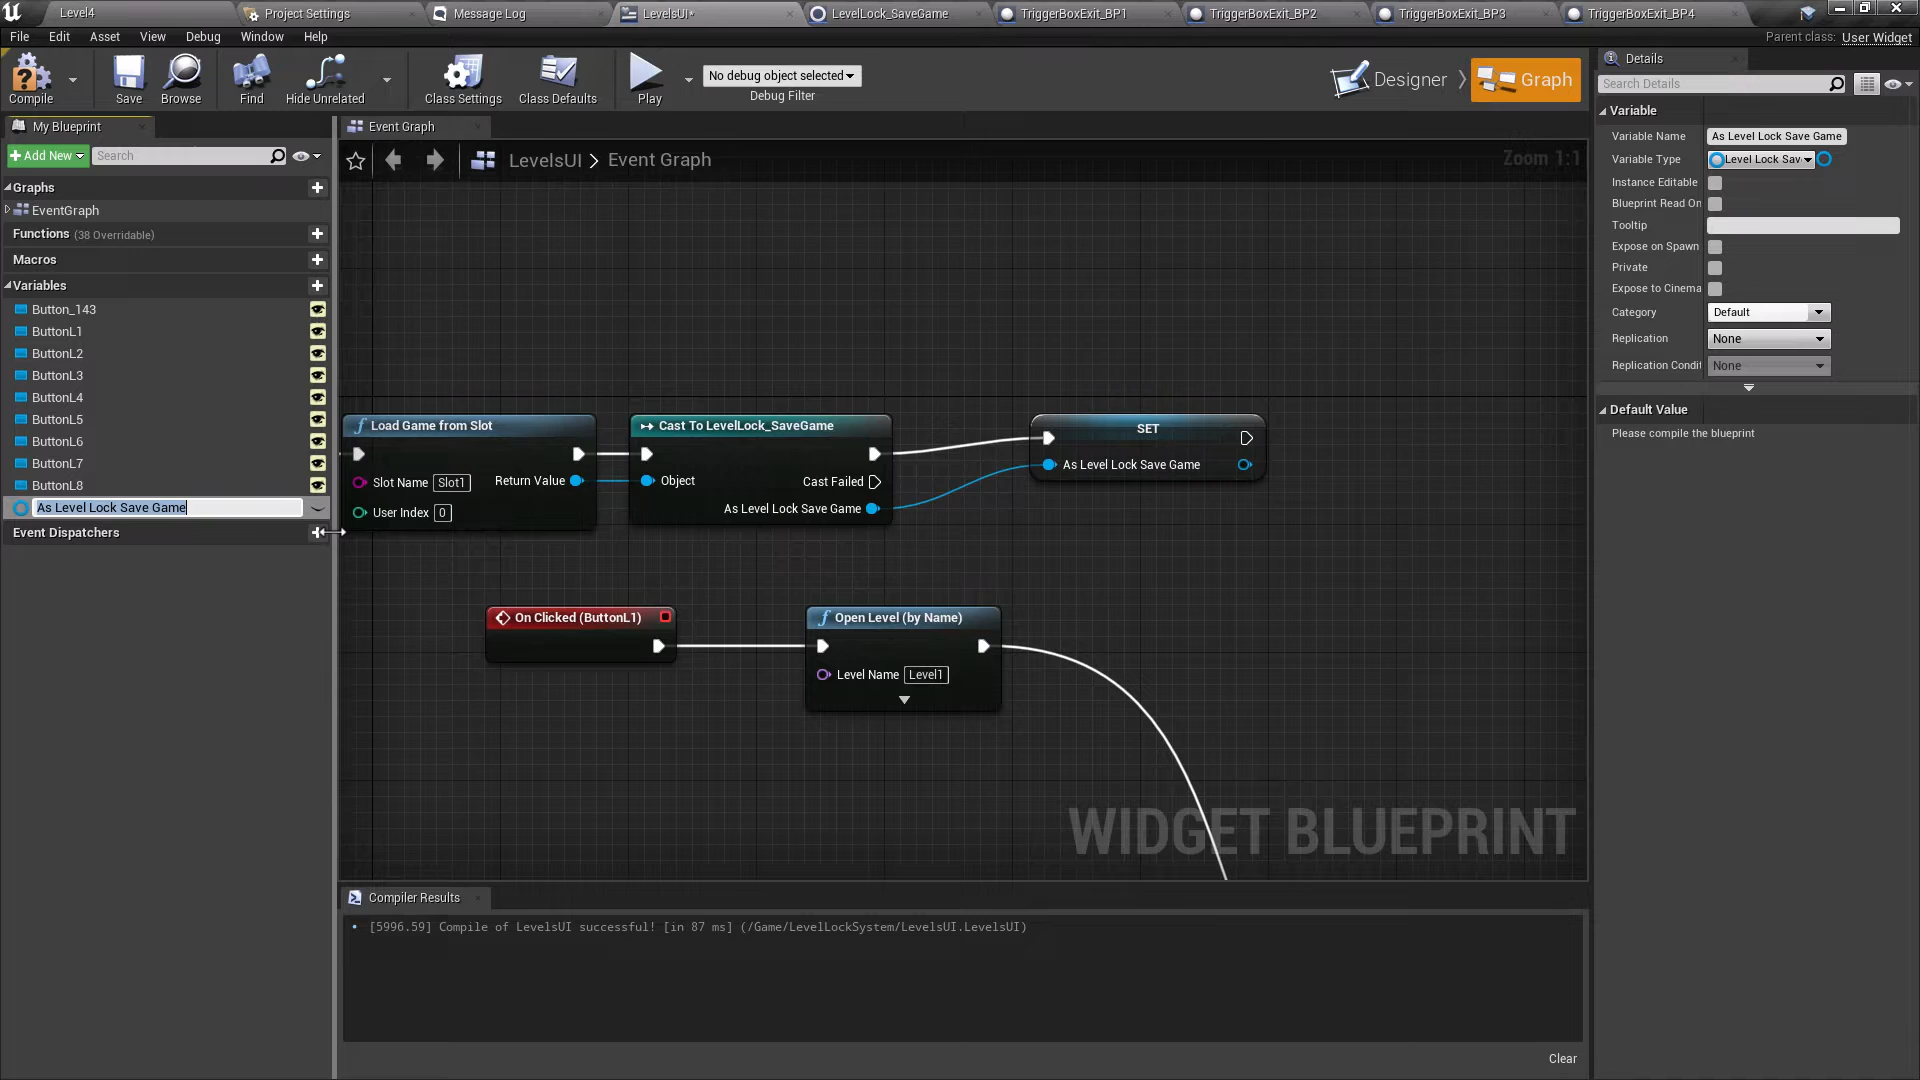 Level4
Project Settings
Message Log
LevelsUI*
LevelLock_SaveGame
TriggerBoxExit_BP1
TriggerBoxExit_BP2
TriggerBoxExit_BP3
TriggerBoxExit_BP4
File Edit Asset View Debug Window Help
Parent class: User Widget
Compile
Save
Browse
Find
Hide Unrelated
Class Settings
Class Defaults
Play
No debug object selected
Debug Filter
Designer
Graph
Details
Search Details
My Blueprint
Add New
Search
Graphs
EventGraph
Functions (38 Overridable)
Macros
Variables
Button_143
ButtonL1
ButtonL2
ButtonL3
ButtonL4
ButtonL5
ButtonL6
ButtonL7
ButtonL8
As Level Lock Save Game
Event Dispatchers
Event Graph
LevelsUI > Event Graph
Zoom 1:1
Load Game from Slot
Slot Name Slot1
Return Value
User Index 0
Cast To LevelLock_SaveGame
Object
Cast Failed
As Level Lock Save Game
SET
As Level Lock Save Game
On Clicked (ButtonL1)
Open Level (by Name)
Level Name Level1
WIDGET BLUEPRINT
Compiler Results
[5996.59] Compile of LevelsUI successful! [in 87 ms] (/Game/LevelLockSystem/LevelsUI.LevelsUI)
Clear
Variable
Variable Name As Level Lock Save Game
Variable Type Level Lock Sav
Instance Editable
Blueprint Read On
Tooltip
Expose on Spawn
Private
Expose to Cinema
Category Default
Replication None
Replication Condit None
Default Value
Please compile the blueprint